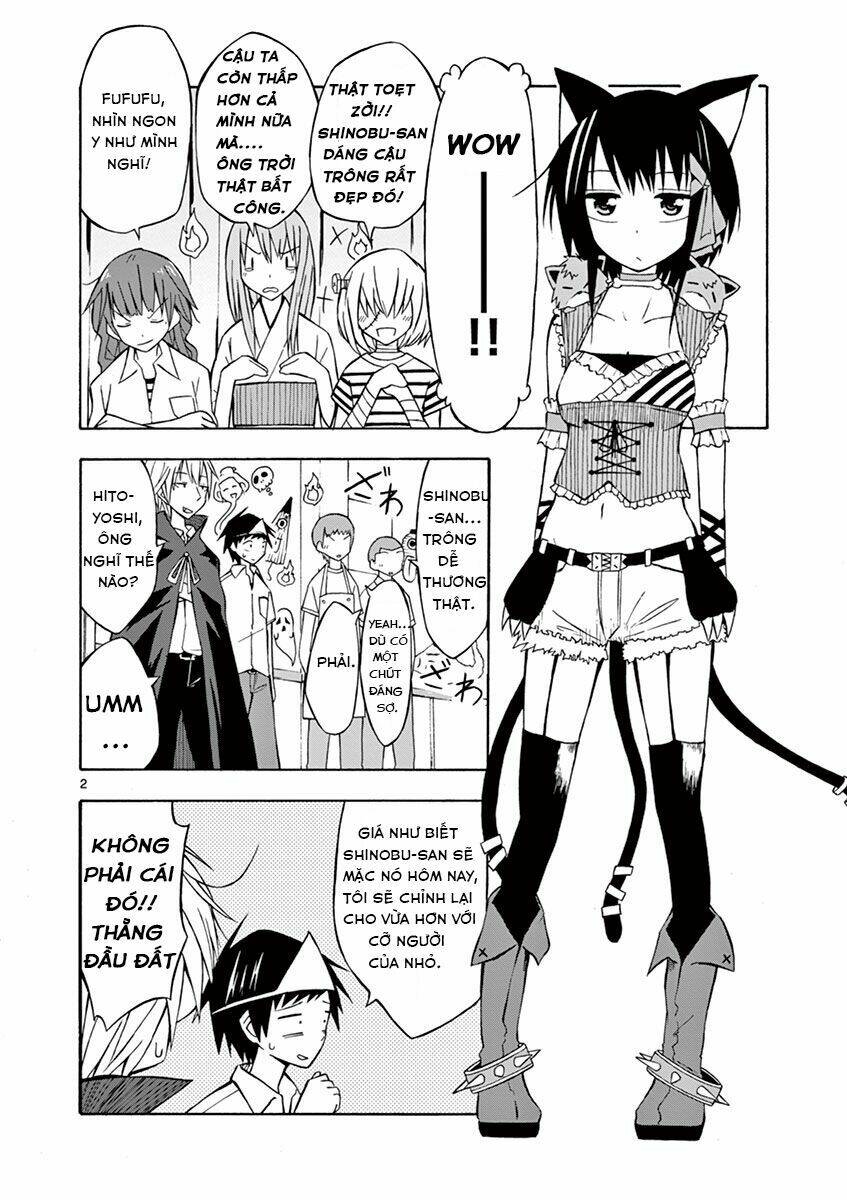 WOW
!!
THẬT TOẸT
ZỜI!!
SHINOBU-SAN
DÁNG CẬU
TRÔNG RẤT
ĐẸP ĐÓ!
CẬU TA
CÒN THẤP
HƠN CẢ
MÌNH NỮA
MÀ....
ÔNG TRỜI
THẬT BẤT
CÔNG.
FUFUFU,
NHÌN NGON
Y NHƯ MÌNH
NGHĨ!
SHINOBU
-SAN...
TRÔNG
DỄ
THƯƠNG
THẬT.
YEAH...
DÙ CÓ
MỘT
CHÚT
ĐÁNG
SỢ.
PHẢI.
ざわ
ざわ
HITO-
YOSHI,
ÔNG
NGHĨ THẾ
NÀO?
UMM
...
2
GIÁ NHƯ BIẾT
SHINOBU-SAN SẼ
MẶC NÓ HÔM NAY,
TÔI SẼ CHỈNH LẠI
CHO VỪA HƠN VỚI
CỠ NGƯỜI
CỦA NHỎ.
KHÔNG
PHẢI CÁI
ĐÓ!!
THẰNG
ĐẦU ĐẤT